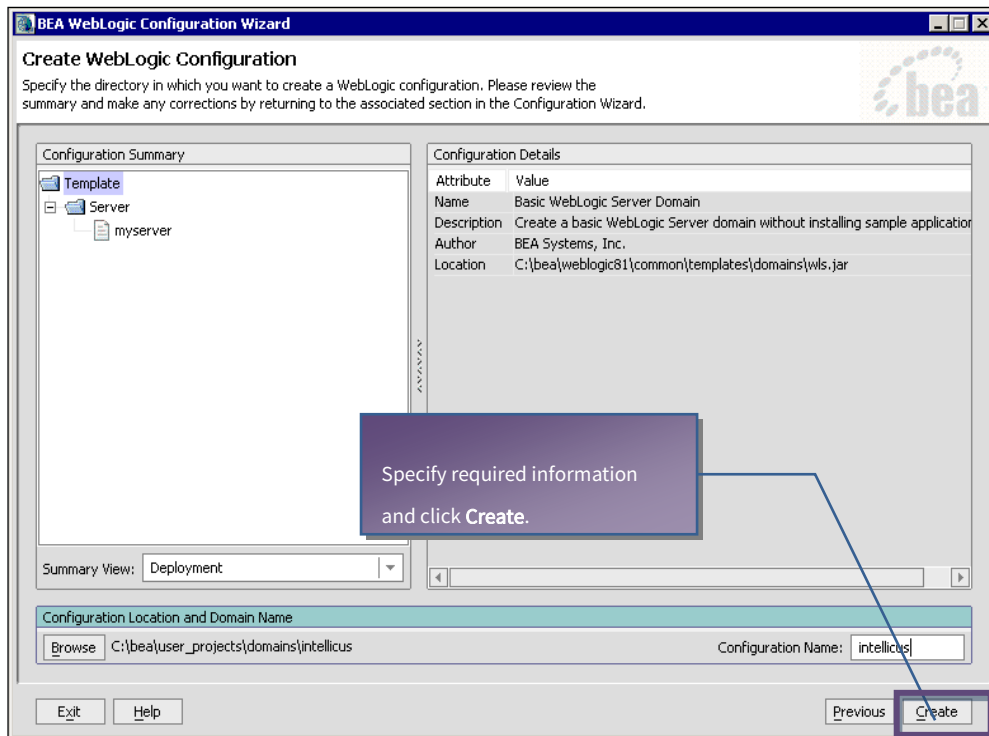 BEA WebLogic Configuration Wizard
Create WebLogic Configuration
Specify the directory in which you want to create a WebLogic configuration. Please review the
summary and make any corrections by returning to the associated section in the Configuration Wizard.
bea
Configuration Summary
Template
Server
myserver
Summary View: Deployment
Configuration Details
Attribute Value
Name Basic WebLogic Server Domain
Description Create a basic WebLogic Server domain without installing sample application
Author BEA Systems, Inc.
Location C:\bea\weblogic81\common\templates\domains\wls.jar
Specify required information
and click Create.
Configuration Location and Domain Name
Browse C:\bea\user_projects\domains\intellicus Configuration Name: intellicus
Exit Help Previous Create